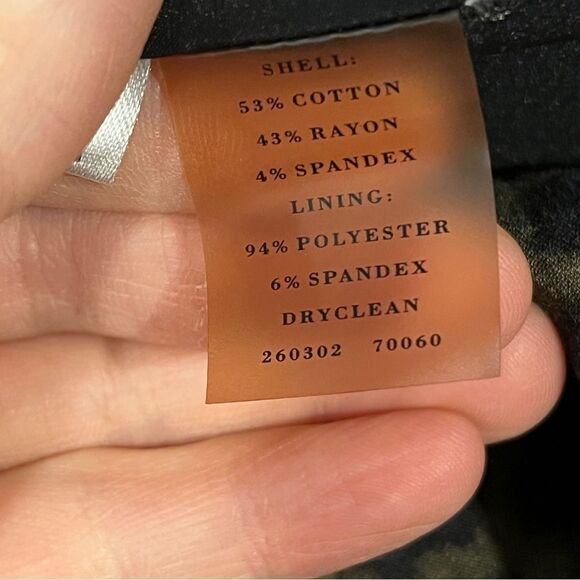 SHELL:
53% COTTON
43% RAYON
4% SPANDEX
LINING:
94% POLYESTER
6% SPANDEX
DRYCLEAN
260302 70060